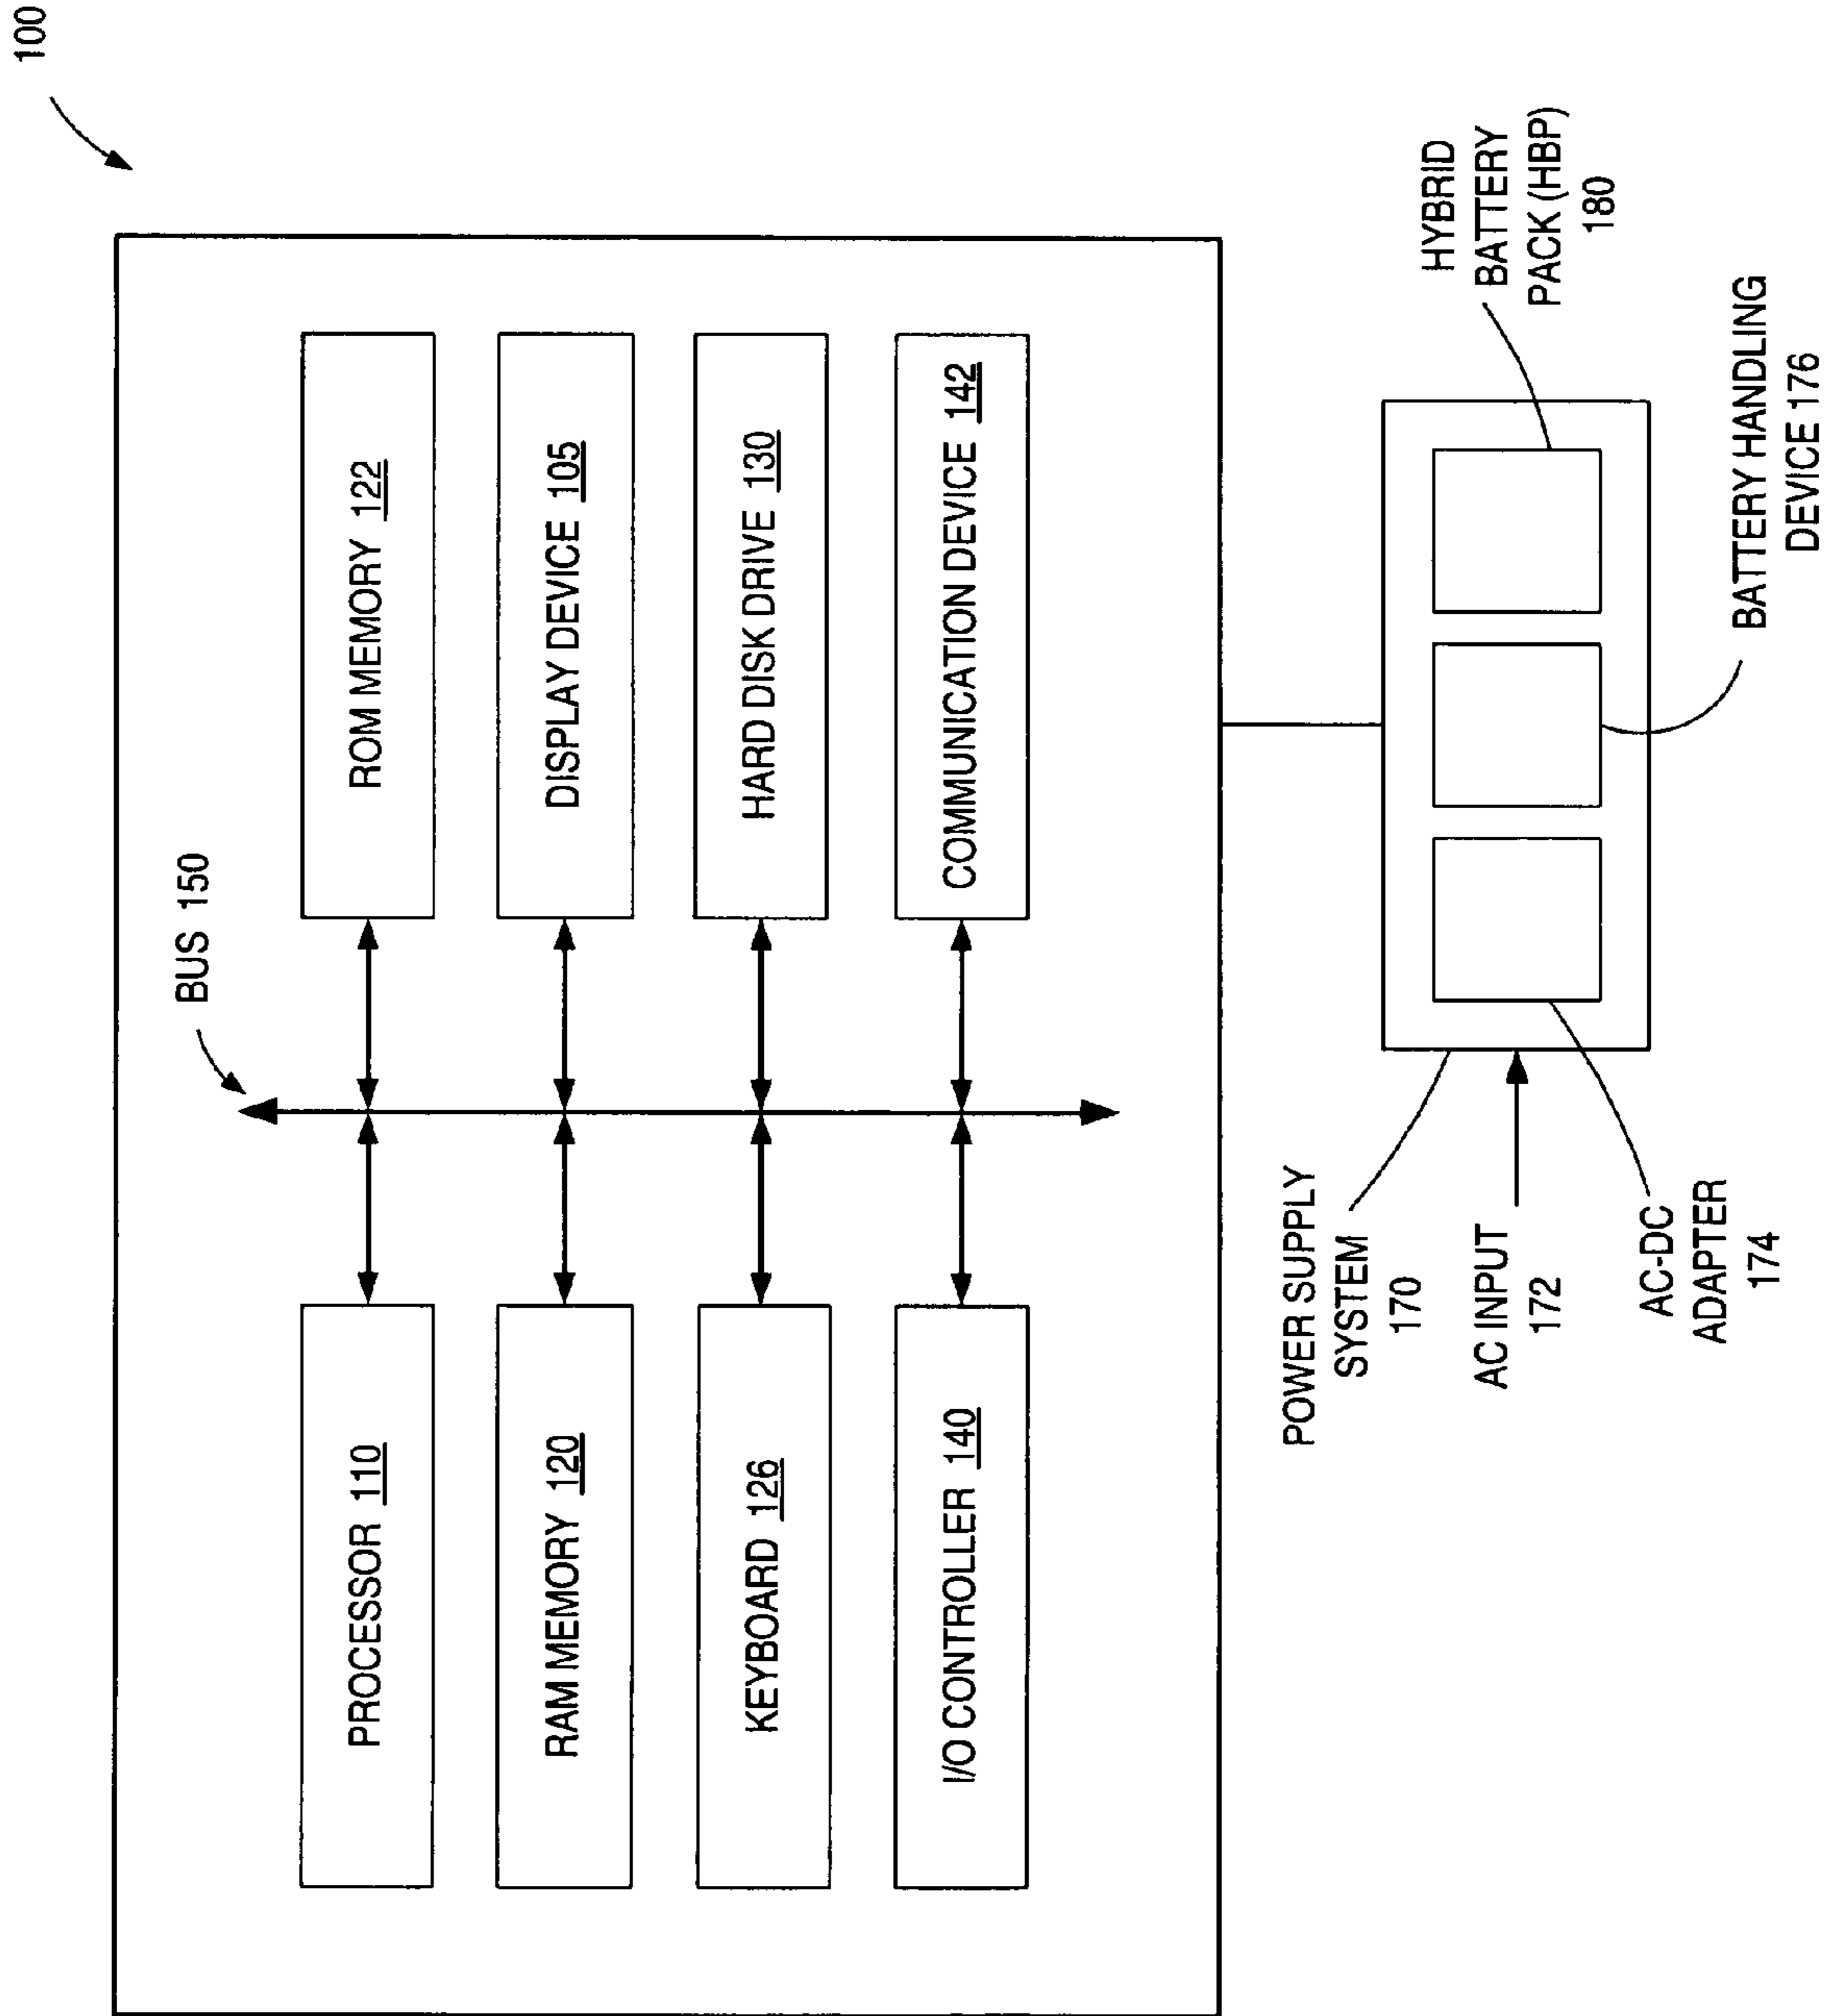 100
BUS 150
PROCESSOR 110
ROM MEMORY 122
RAM MEMORY 120
DISPLAY DEVICE 105
KEYBOARD 126
HARD DISK DRIVE 130
I/O CONTROLLER 140
COMMUNICATION DEVICE 142
POWER SUPPLY
SYSTEM
170
AC INPUT
172
AC-DC
ADAPTER
174
HYBRID
BATTERY
PACK (HBP)
180
BATTERY HANDLING
DEVICE 176